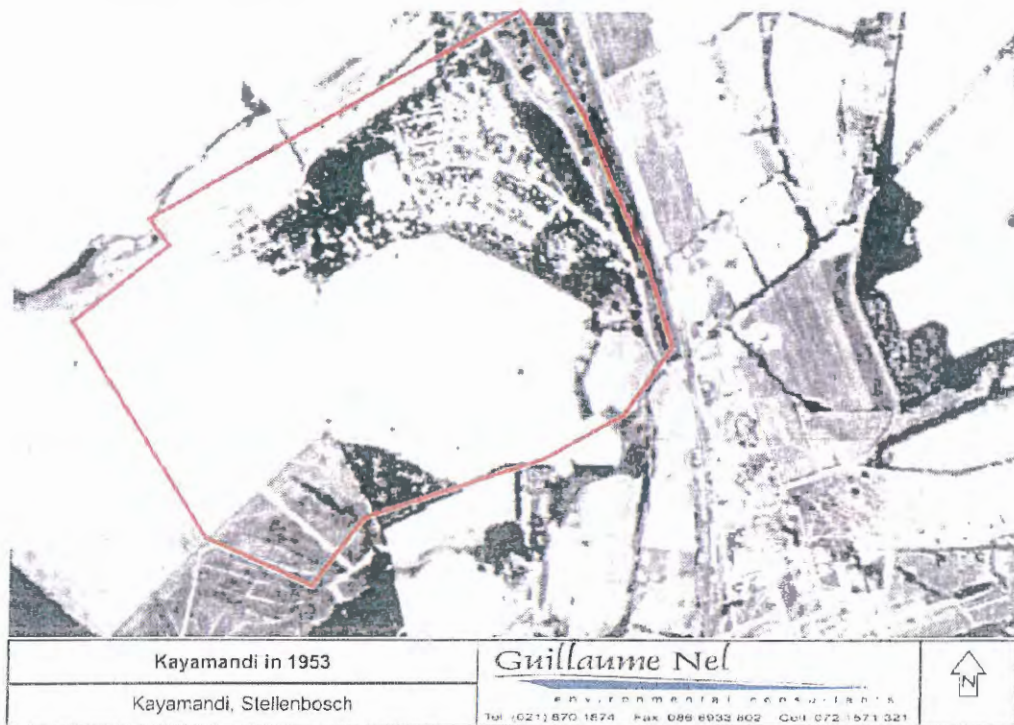 Kayamandi in 1953
Kayamandi, Stellenbosch
Guillaume Nel
environmental consultants
Tel: (021) 870 1874 Fax: 086 6933 802 Cell: 072 1571 321
N